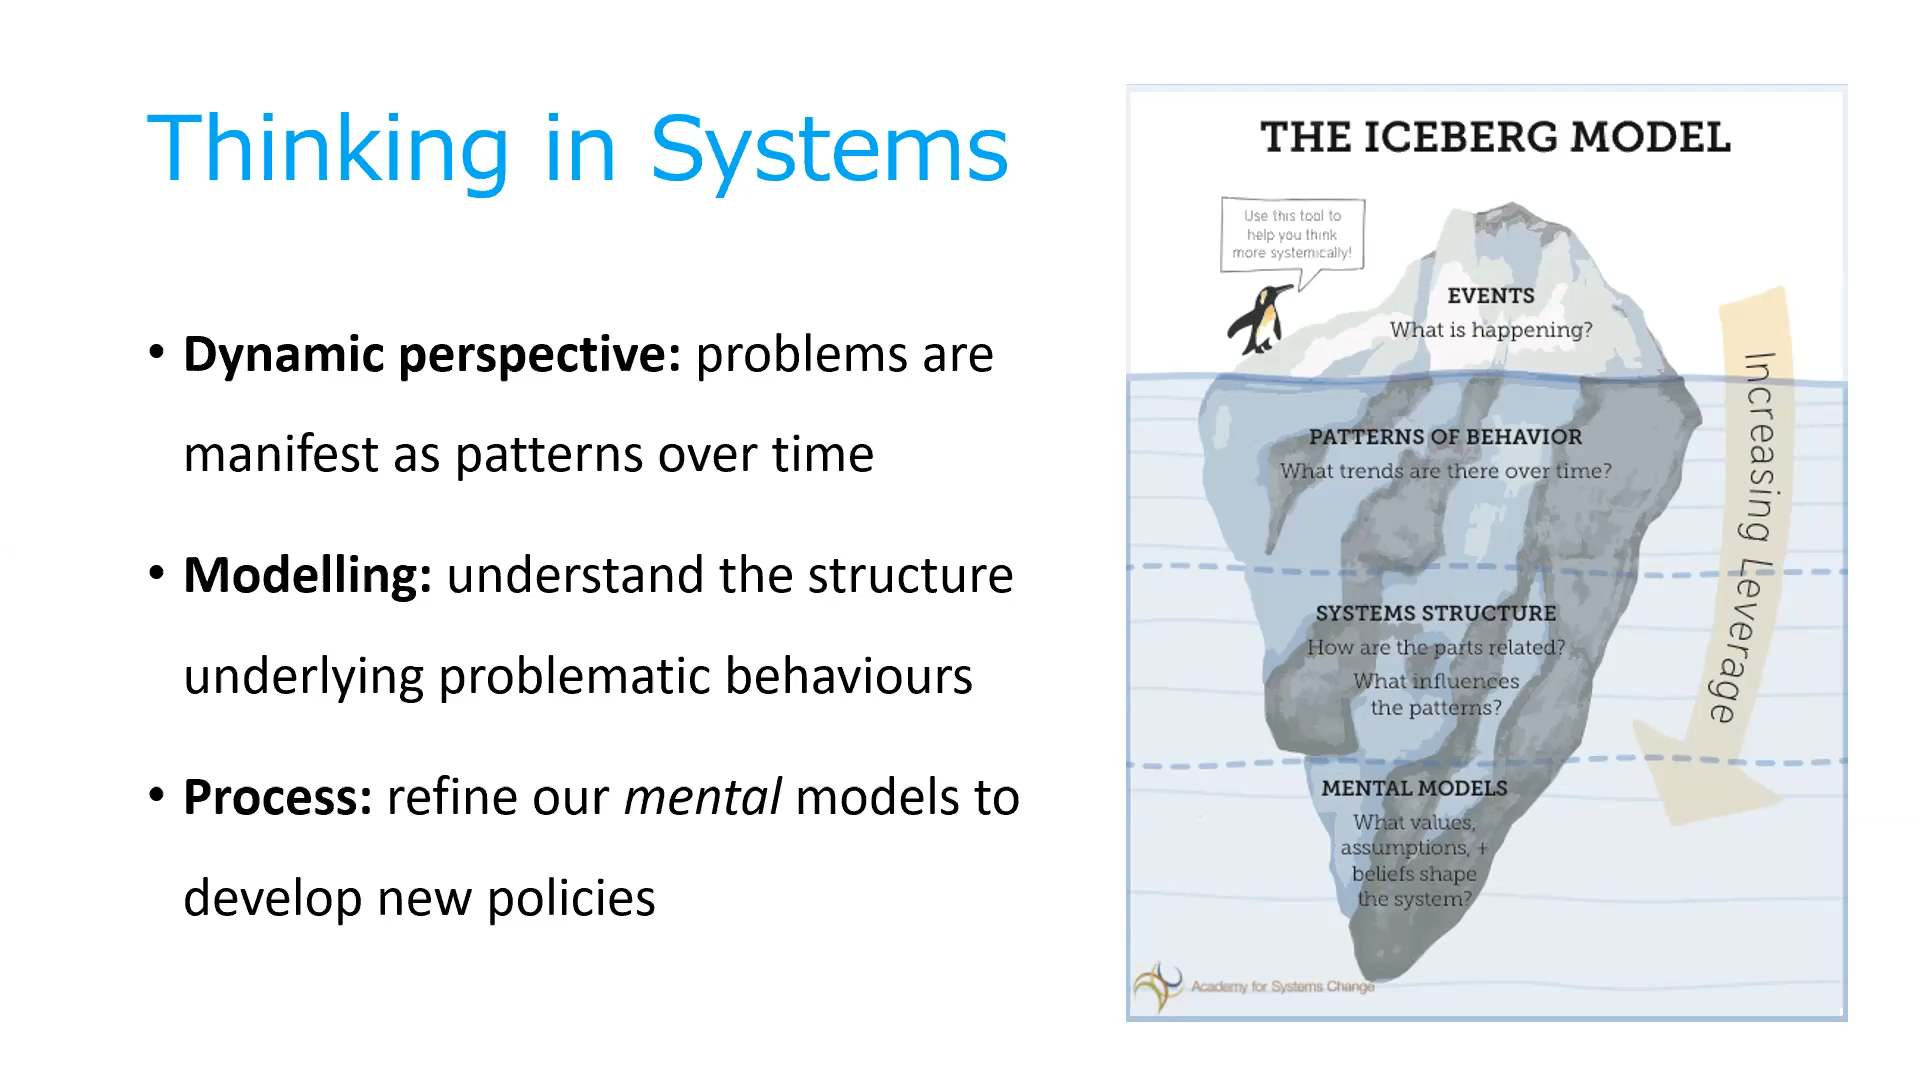 Thinking in Systems
• Dynamic perspective: problems are
manifest as patterns over time
• Modelling: understand the structure
underlying problematic behaviours
• Process: refine our mental models to
develop new policies
THE ICEBERG MODEL
Use this tool to
help you think
more systemically!
EVENTS
What is happening?
PATTERNS OF BEHAVIOR
What trends are there over time?
SYSTEMS STRUCTURE
How are the parts related?
What influences
the patterns?
MENTAL MODELS
What values,
assumptions, +
beliefs shape
the system?
Increasing Leverage
Academy for Systems Change